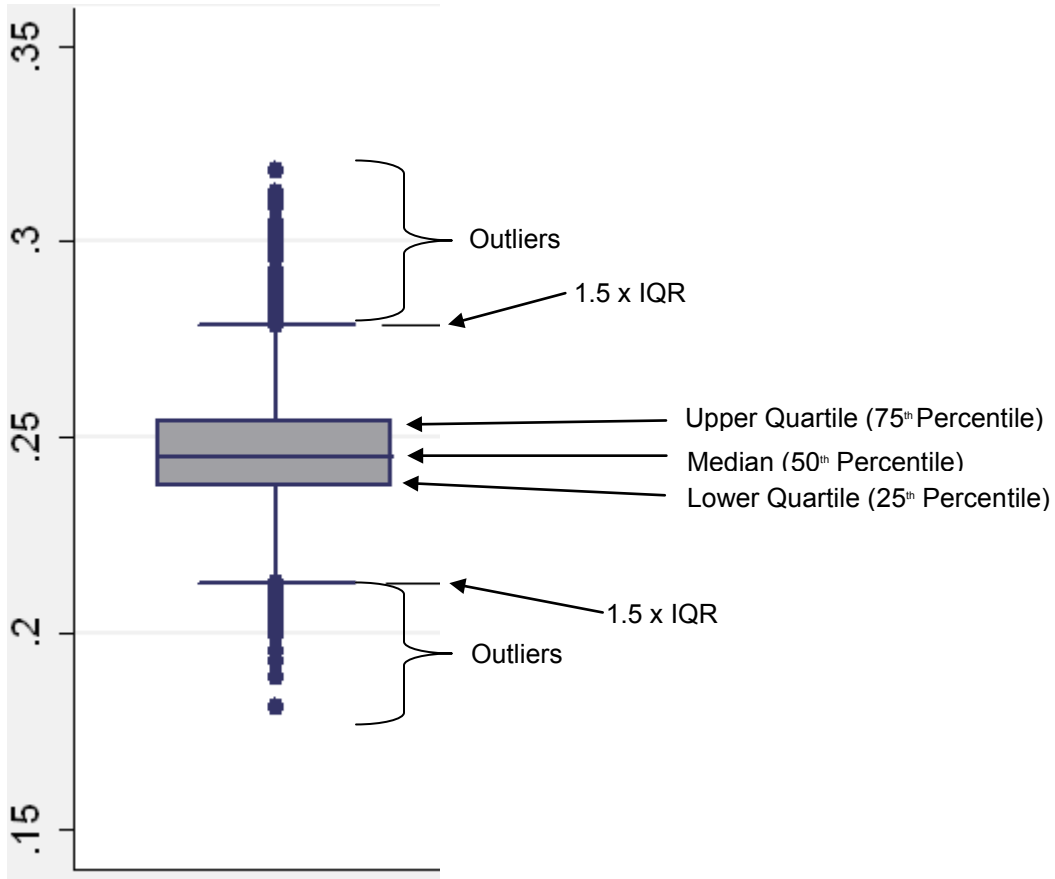 .35
.3
.25
.2
.15
Outliers
1.5 x IQR
Upper Quartile (75th Percentile)
Median (50th Percentile)
Lower Quartile (25th Percentile)
1.5 x IQR
Outliers